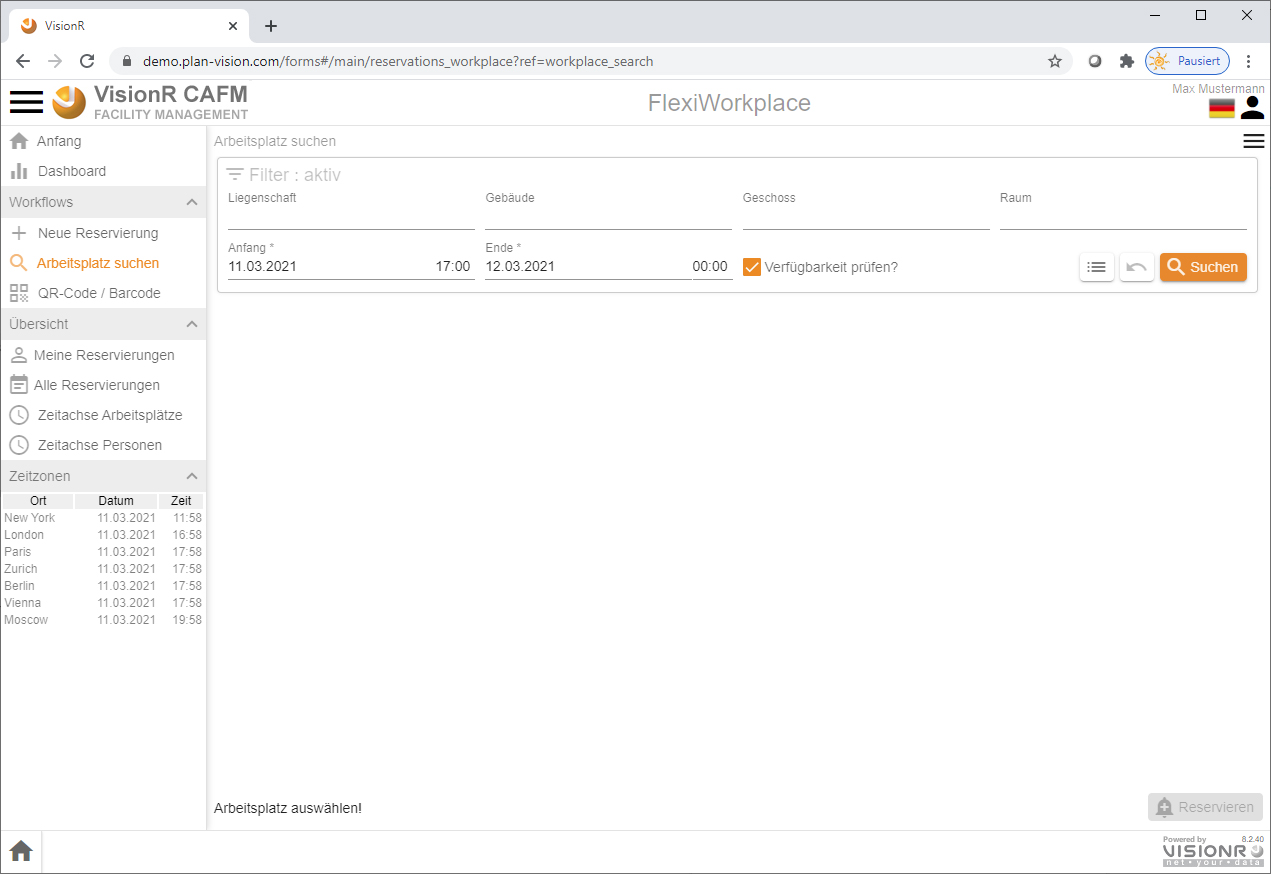 VisionR
demo.plan-vision.com/forms#/main/reservations_workplace?ref=workplace_search
Pausiert
VisionR CAFM
FACILITY MANAGEMENT
FlexiWorkplace
Max Mustermann
Anfang
Dashboard
Workflows
Neue Reservierung
Arbeitsplatz suchen
QR-Code / Barcode
Übersicht
Meine Reservierungen
Alle Reservierungen
Zeitachse Arbeitsplätze
Zeitachse Personen
Zeitzonen
Ort Datum Zeit
New York 11.03.2021 11:58
London 11.03.2021 16:58
Paris 11.03.2021 17:58
Zurich 11.03.2021 17:58
Berlin 11.03.2021 17:58
Vienna 11.03.2021 17:58
Moscow 11.03.2021 19:58
Arbeitsplatz suchen
Filter : aktiv
Liegenschaft Gebäude Geschoss Raum
Anfang * Ende *
11.03.2021 17:00 12.03.2021 00:00 Verfügbarkeit prüfen? Suchen
Arbeitsplatz auswählen! Reservieren
Powered by 8.2.40
VISIONR
net • your • data